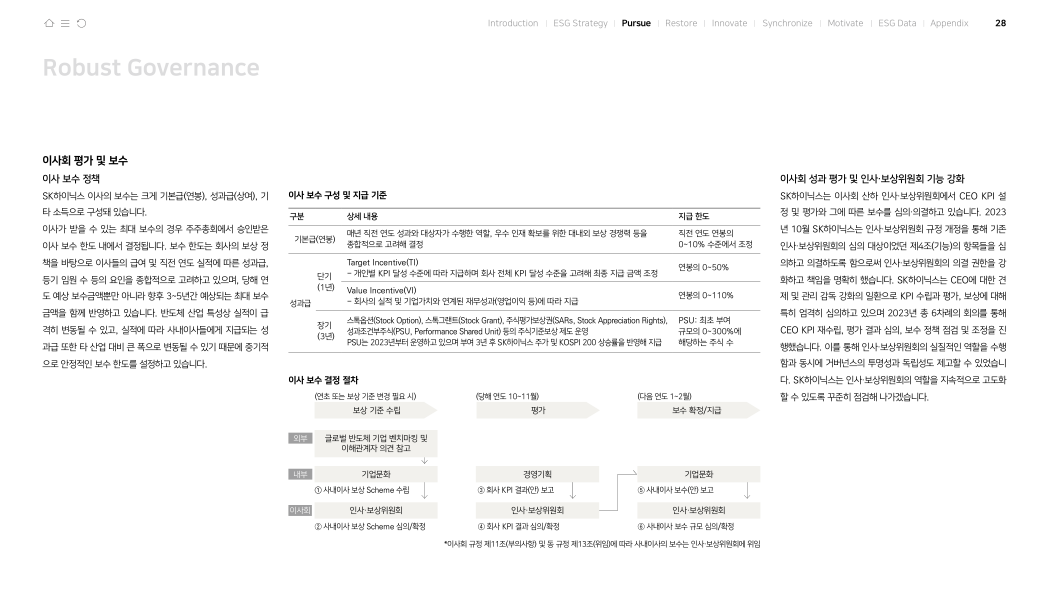 Introduction | ESG Strategy | Pursue | Restore | Innovate | Synchronize | Motivate | ESG Data | Appendix 28
Robust Governance
이사회 평가 및 보수
이사 보수 정책
SK하이닉스 이사의 보수는 크게 기본급(연봉), 성과급(상여), 기
타 소득으로 구성돼 있습니다.
이사가 받을 수 있는 최대 보수의 경우 주주총회에서 승인받은
이사 보수 한도 내에서 결정됩니다. 보수 한도는 회사의 보상 정
책을 바탕으로 이사들의 급여 및 직전 연도 실적에 따른 성과급,
등기 임원 수 등의 요인을 종합적으로 고려하고 있으며, 당해 연
도 예상 보수금액뿐만 아니라 향후 3~5년간 예상되는 최대 보수
금액을 함께 반영하고 있습니다. 반도체 산업 특성상 실적이 급
격히 변동될 수 있고, 실적에 따라 사내이사들에게 지급되는 성
과급 또한 타 산업 대비 큰 폭으로 변동될 수 있기 때문에 중기적
으로 안정적인 보수 한도를 설정하고 있습니다.
이사 보수 구성 및 지급 기준
구분 상세 내용 지급 한도
기본급(연봉)
매년 직전 연도 성과와 대상자가 수행한 역할, 우수 인재 확보를 위한 대내외 보상 경쟁력 등을
종합적으로 고려해 결정
직전 연도 연봉의
0~10% 수준에서 조정
성과급
단기
(1년)
Target Incentive(TI)
– 개인별 KPI 달성 수준에 따라 지급하며 회사 전체 KPI 달성 수준을 고려해 최종 지급 금액 조정
연봉의 0~50%
Value Incentive(VI)
– 회사의 실적 및 기업가치와 연계된 재무성과(영업이익 등)에 따라 지급
연봉의 0~110%
장기
(3년)
스톡옵션(Stock Option), 스톡그랜트(Stock Grant), 주식평가보상권(SARs, Stock Appreciation Rights),
성과조건부주식(PSU, Performance Shared Unit) 등의 주식기준보상 제도 운영
PSU는 2023년부터 운영하고 있으며 부여 3년 후 SK하이닉스 주가 및 KOSPI 200 상승률을 반영해 지급
PSU: 최초 부여
규모의 0~300%에
해당하는 주식 수
이사 보수 결정 절차
(연초 또는 보상 기준 변경 필요 시) (당해 연도 10~11월) (다음 연도 1~2월)
보상 기준 수립 평가 보수 확정/지급
외부 글로벌 반도체 기업 벤치마킹 및
이해관계자 의견 참고
내부 기업문화 경영기획 기업문화
① 사내이사 보상 Scheme 수립 ③ 회사 KPI 결과(안) 보고 ⑤ 사내이사 보수(안) 보고
이사회 인사·보상위원회 인사·보상위원회 인사·보상위원회
② 사내이사 보상 Scheme 심의/확정 ④ 회사 KPI 결과 심의/확정 ⑥ 사내이사 보수 규모 심의/확정
*이사회 규정 제11조(부의사항) 및 동 규정 제13조(위임)에 따라 사내이사의 보수는 인사·보상위원회에 위임
이사회 성과 평가 및 인사·보상위원회 기능 강화
SK하이닉스는 이사회 산하 인사·보상위원회에서 CEO KPI 설
정 및 평가와 그에 따른 보수를 심의·의결하고 있습니다. 2023
년 10월 SK하이닉스는 인사·보상위원회 규정 개정을 통해 기존
인사·보상위원회의 심의 대상이었던 제4조(기능)의 항목들을 심
의하고 의결하도록 함으로써 인사·보상위원회의 의결 권한을 강
화하고 책임을 명확히 했습니다. SK하이닉스는 CEO에 대한 견
제 및 관리 감독 강화의 일환으로 KPI 수립과 평가, 보상에 대해
특히 엄격히 심의하고 있으며 2023년 총 6차례의 회의를 통해
CEO KPI 재수립, 평가 결과 심의, 보수 정책 점검 및 조정을 진
행했습니다. 이를 통해 인사·보상위원회의 실질적인 역할을 수행
함과 동시에 거버넌스의 투명성과 독립성도 제고할 수 있었습니
다. SK하이닉스는 인사·보상위원회의 역할을 지속적으로 고도화
할 수 있도록 꾸준히 점검해 나가겠습니다.